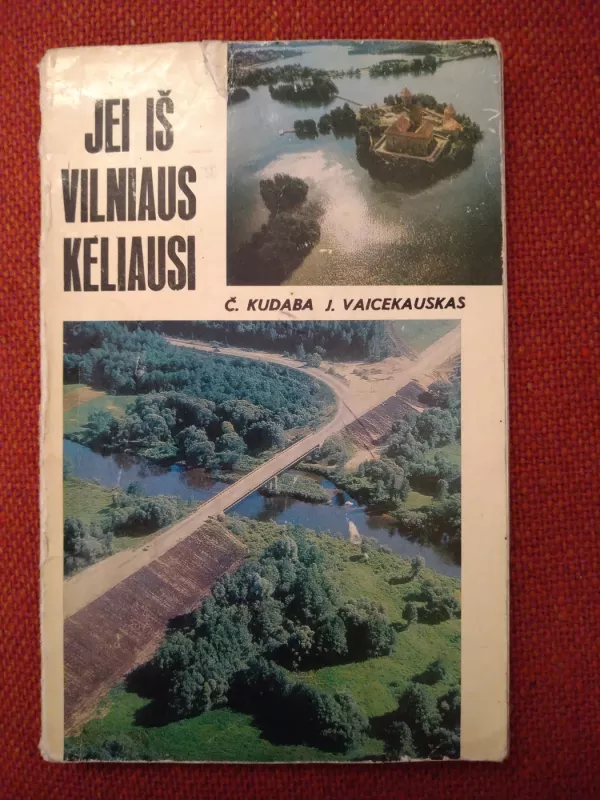 JEI IŠ
VILNIAUS
KELIAUSI
Č. KUDABA J. VAICEKAUSKAS